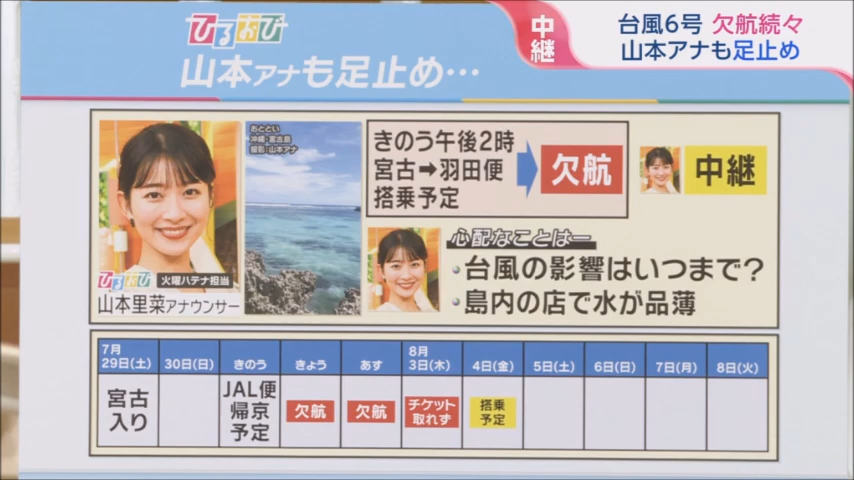 ひるおび
山本アナも足止め…
中継
台風6号 欠航続々
山本アナも足止め
おととい
沖縄・宮古島
撮影:山本アナ
ひるおび
火曜ハテナ担当
山本里菜アナウンサー
きのう午後2時
宮古➡羽田便
搭乗予定
欠航
中継
心配なことはー
・台風の影響はいつまで?
・島内の店で水が品薄
7月
29日(土) 30日(日) きのう きょう あす 8月
3日(木) 4日(金) 5日(土) 6日(日) 7日(月) 8日(火)
宮古
入り
JAL便
帰京
予定
欠航
欠航
チケット
取れず
搭乗
予定